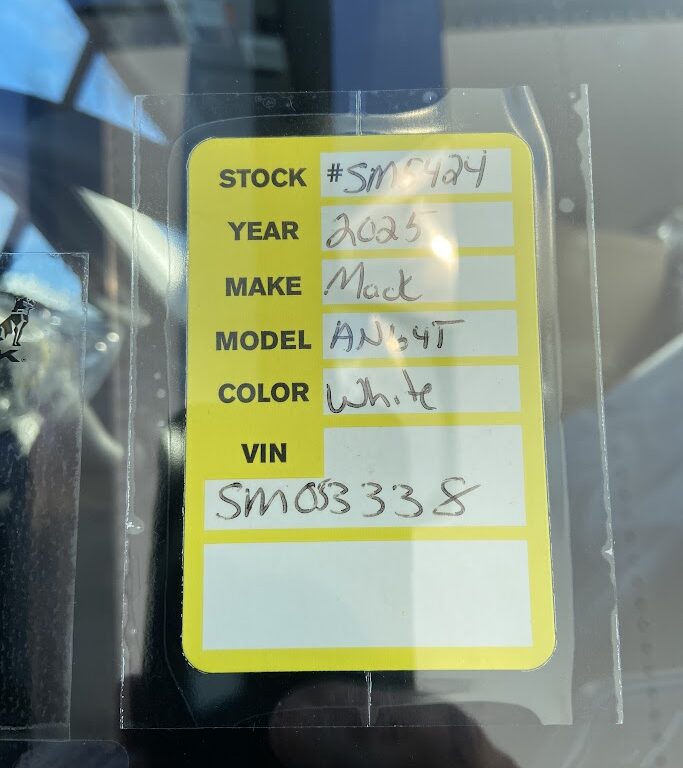 STOCK #SM5424
YEAR 2025
MAKE Mack
MODEL AN64T
COLOR White
VIN
SM053338